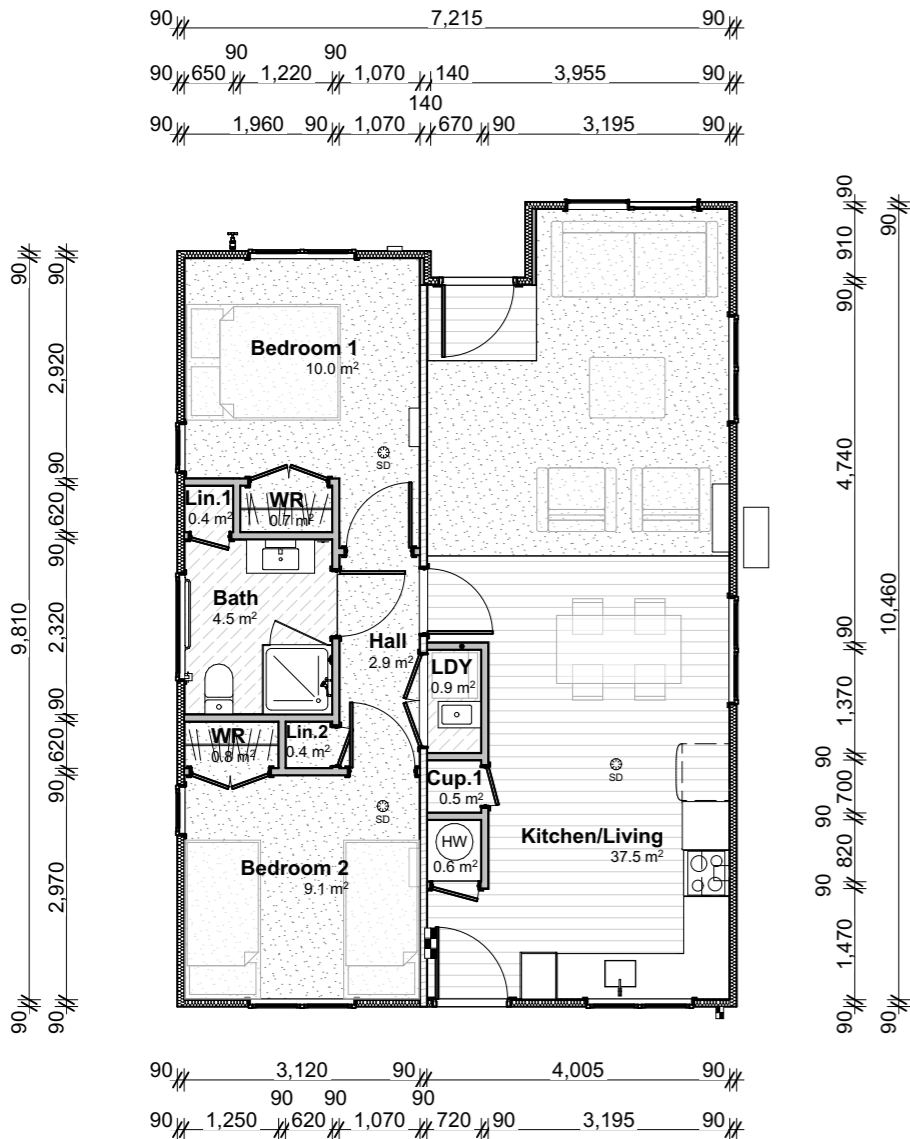 90 7,215 90
90 90
90 650 1,220 1,070 140 3,955 90
140
90 1,960 90 1,070 670 90 3,195 90
90 90 90
910
90 90
Bedroom 1
10.0 m²
2,920
SD
4,740
90
Lin.1
0.4 m²
WR
0.7 m²
620
90
Bath
4.5 m²
Hall
2.9 m²
2,320
9,810
10,460
90
LDY
0.9 m²
1,370
90
WR
0.8 m²
Lin.2
0.4 m²
620
90
Cup.1
0.5 m²
SD
90
700
SD
90
HW
0.6 m²
Kitchen/Living
37.5 m²
820
Bedroom 2
9.1 m²
2,970
90
1,470
90 90 90 90
90 3,120 90 4,005 90
90 90 90
90 1,250 620 1,070 720 90 3,195 90